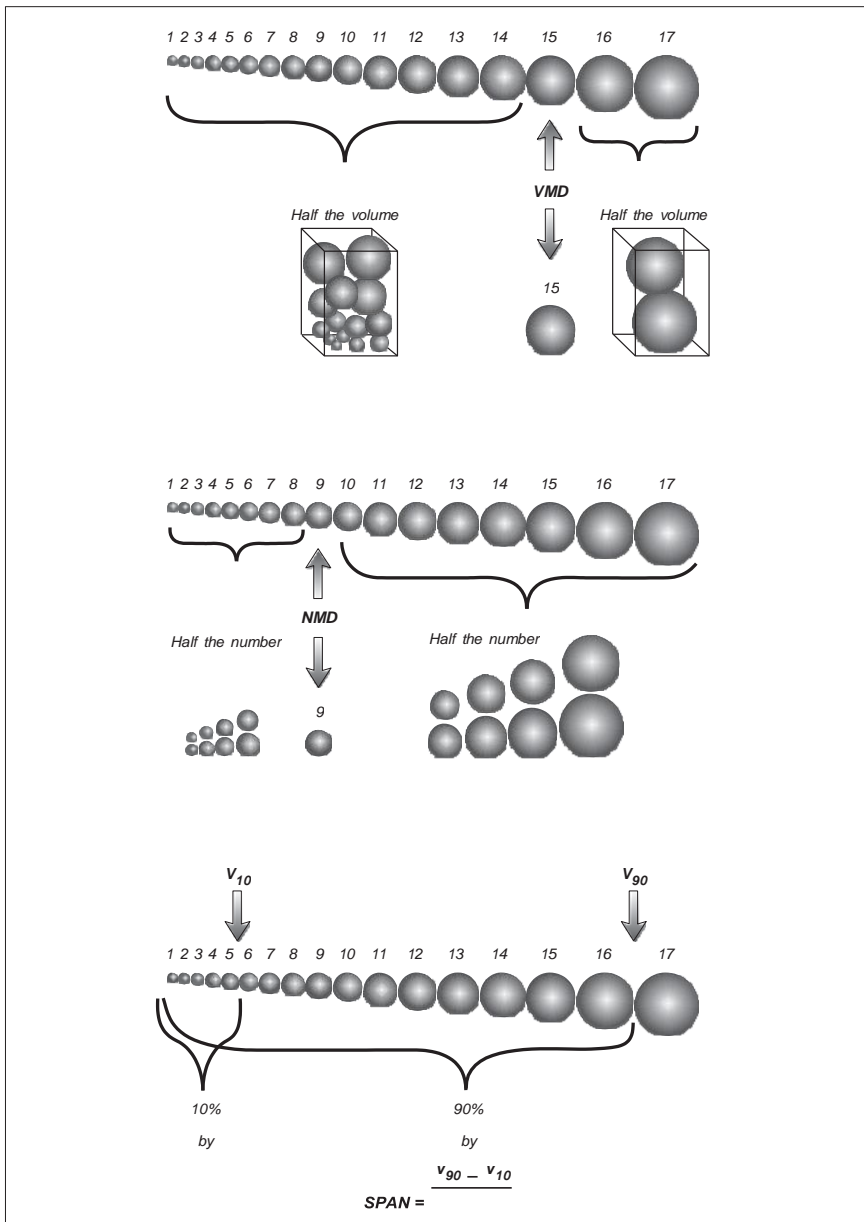 1 2 3 4 5 6 7 8 9 10 11 12 13 14 15 16 17
VMD
Half the volume
Half the volume
15
1 2 3 4 5 6 7 8 9 10 11 12 13 14 15 16 17
NMD
Half the number
Half the number
9
V10
V90
1 2 3 4 5 6 7 8 9 10 11 12 13 14 15 16 17
10%
90%
by
by
v90 – v10
SPAN =